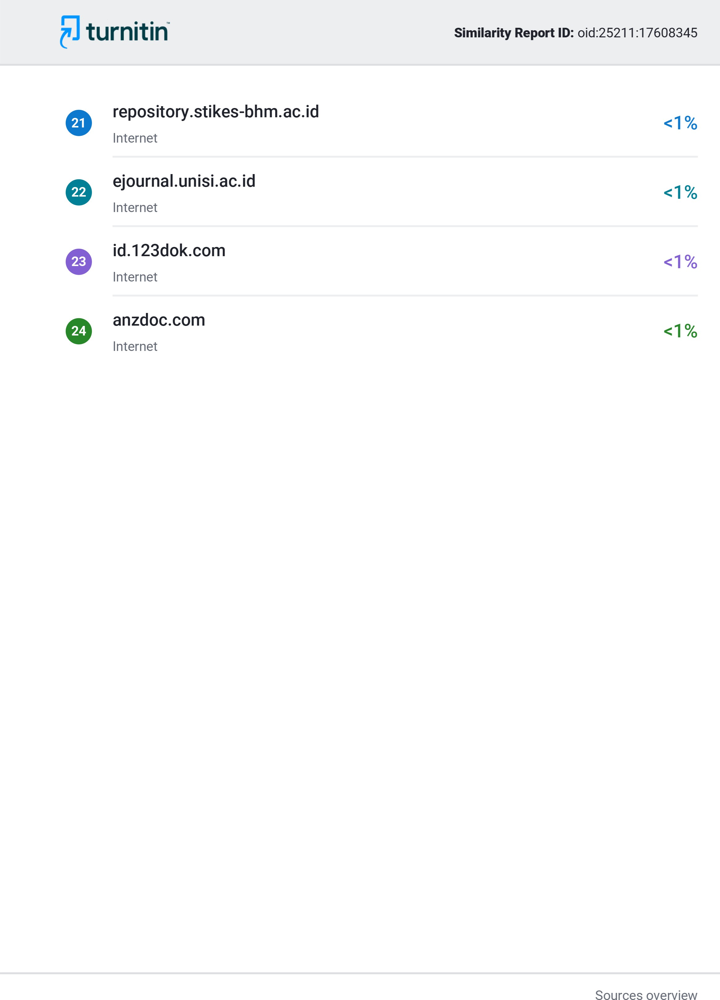 turnitin™
Similarity Report ID: oid:25211:17608345
21
repository.stikes-bhm.ac.id
<1%
Internet
22
ejournal.unisi.ac.id
<1%
Internet
23
id.123dok.com
<1%
Internet
24
anzdoc.com
<1%
Internet
Sources overview